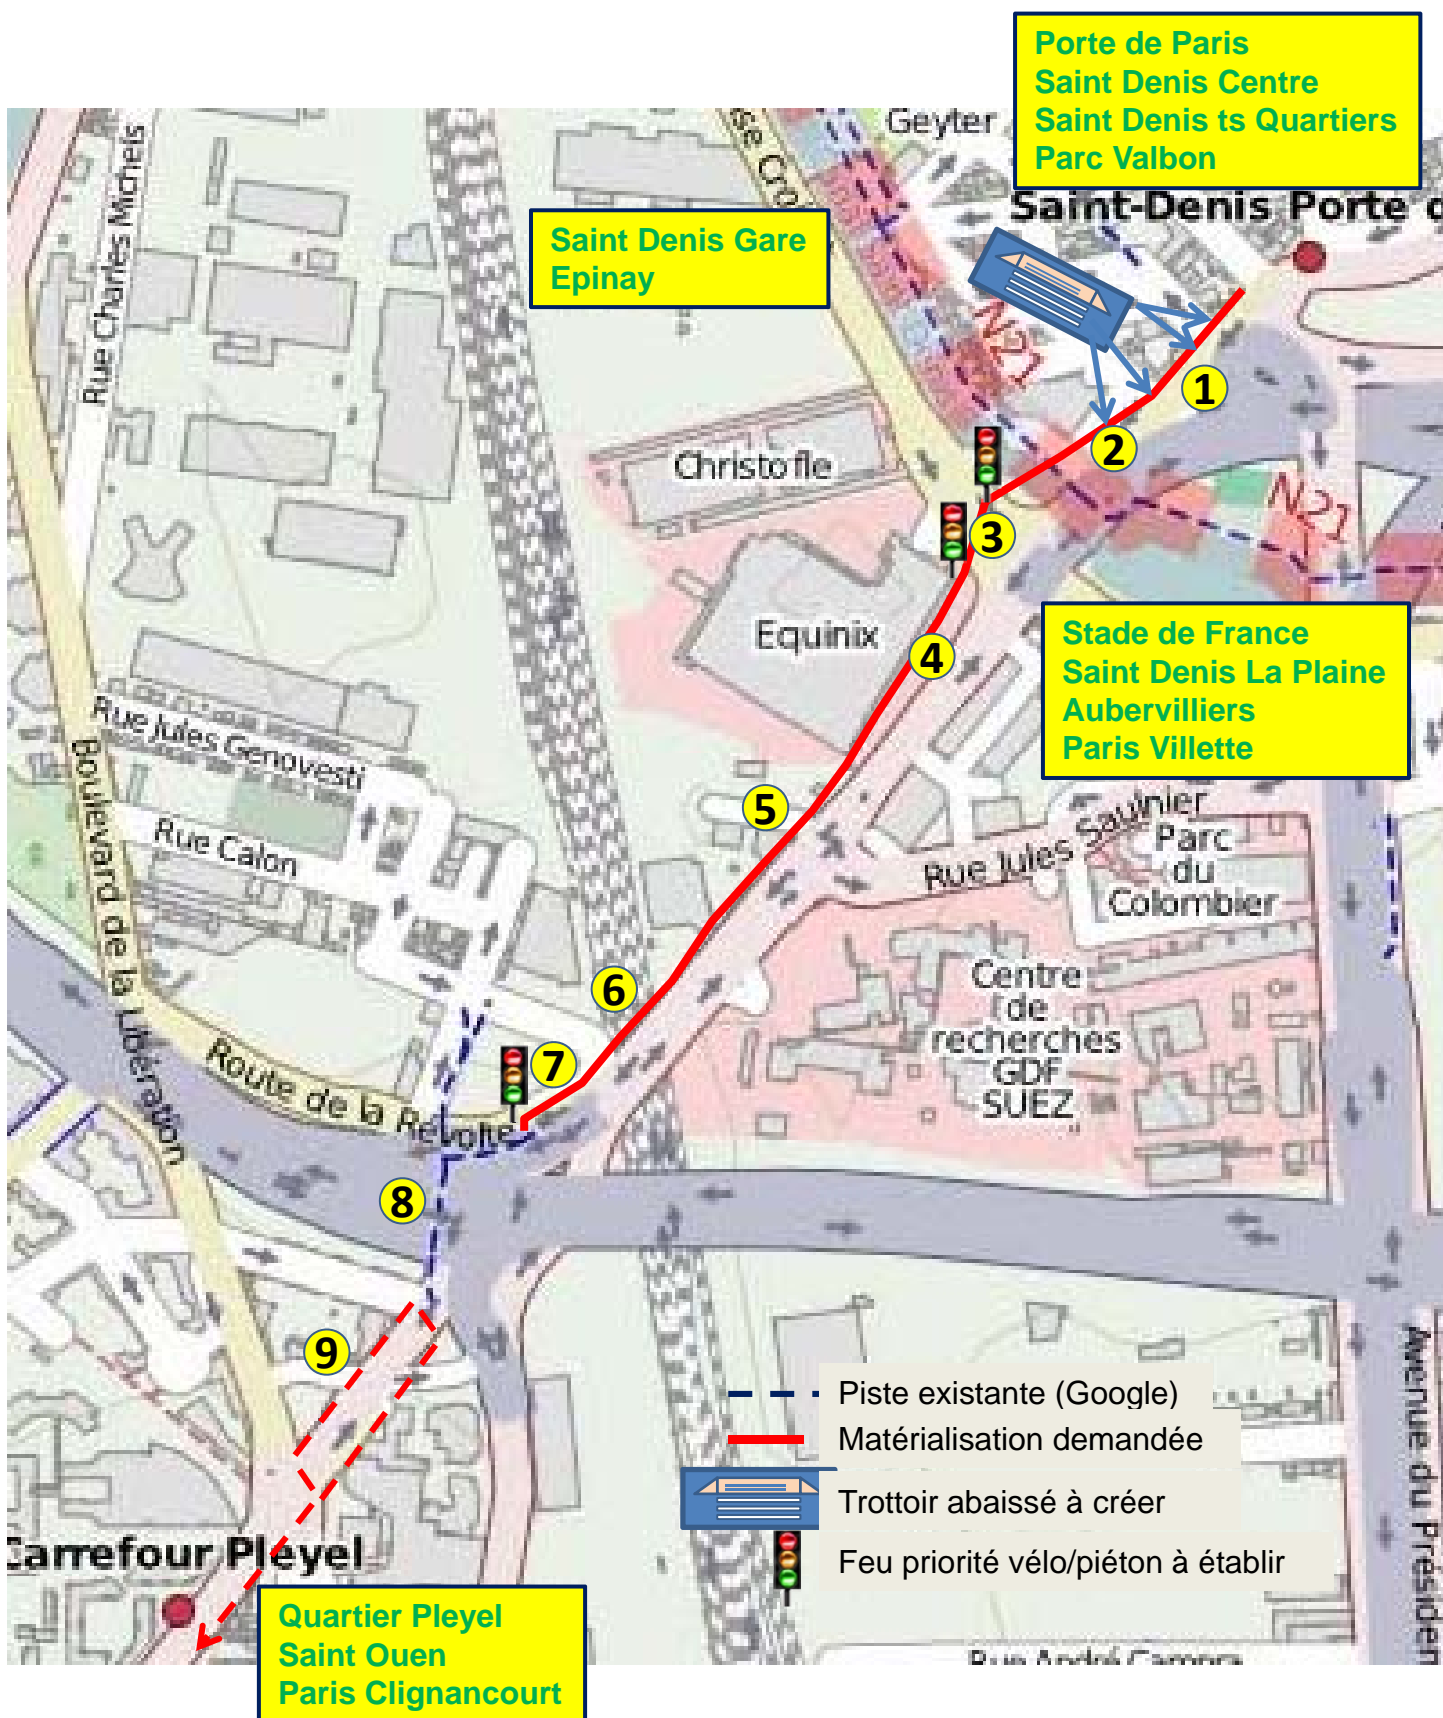 Porte de Paris
Saint Denis Centre
Saint Denis ts Quartiers
Parc Valbon
Geyter
Saint-Denis Porte d
Saint Denis Gare
Epinay
Rue Charles Michels
N21
1
2
Christofle
3
N21
Equinix
4
Stade de France
Saint Denis La Plaine
Aubervilliers
Paris Villette
Rue Jules Genovesti
5
Rue Calon
Boulevard de la Libération
Rue Jules Saulnier
Parc
du
Colombier
6
Centre
de
recherches
GDF
SUEZ
7
Route de la Révolte
8
9
Avenue du Présiden
Piste existante (Google)
Matérialisation demandée
Trottoir abaissé à créer
Feu priorité vélo/piéton à établir
Carrefour Pleyel
Quartier Pleyel
Saint Ouen
Paris Clignancourt
Rue André Campra